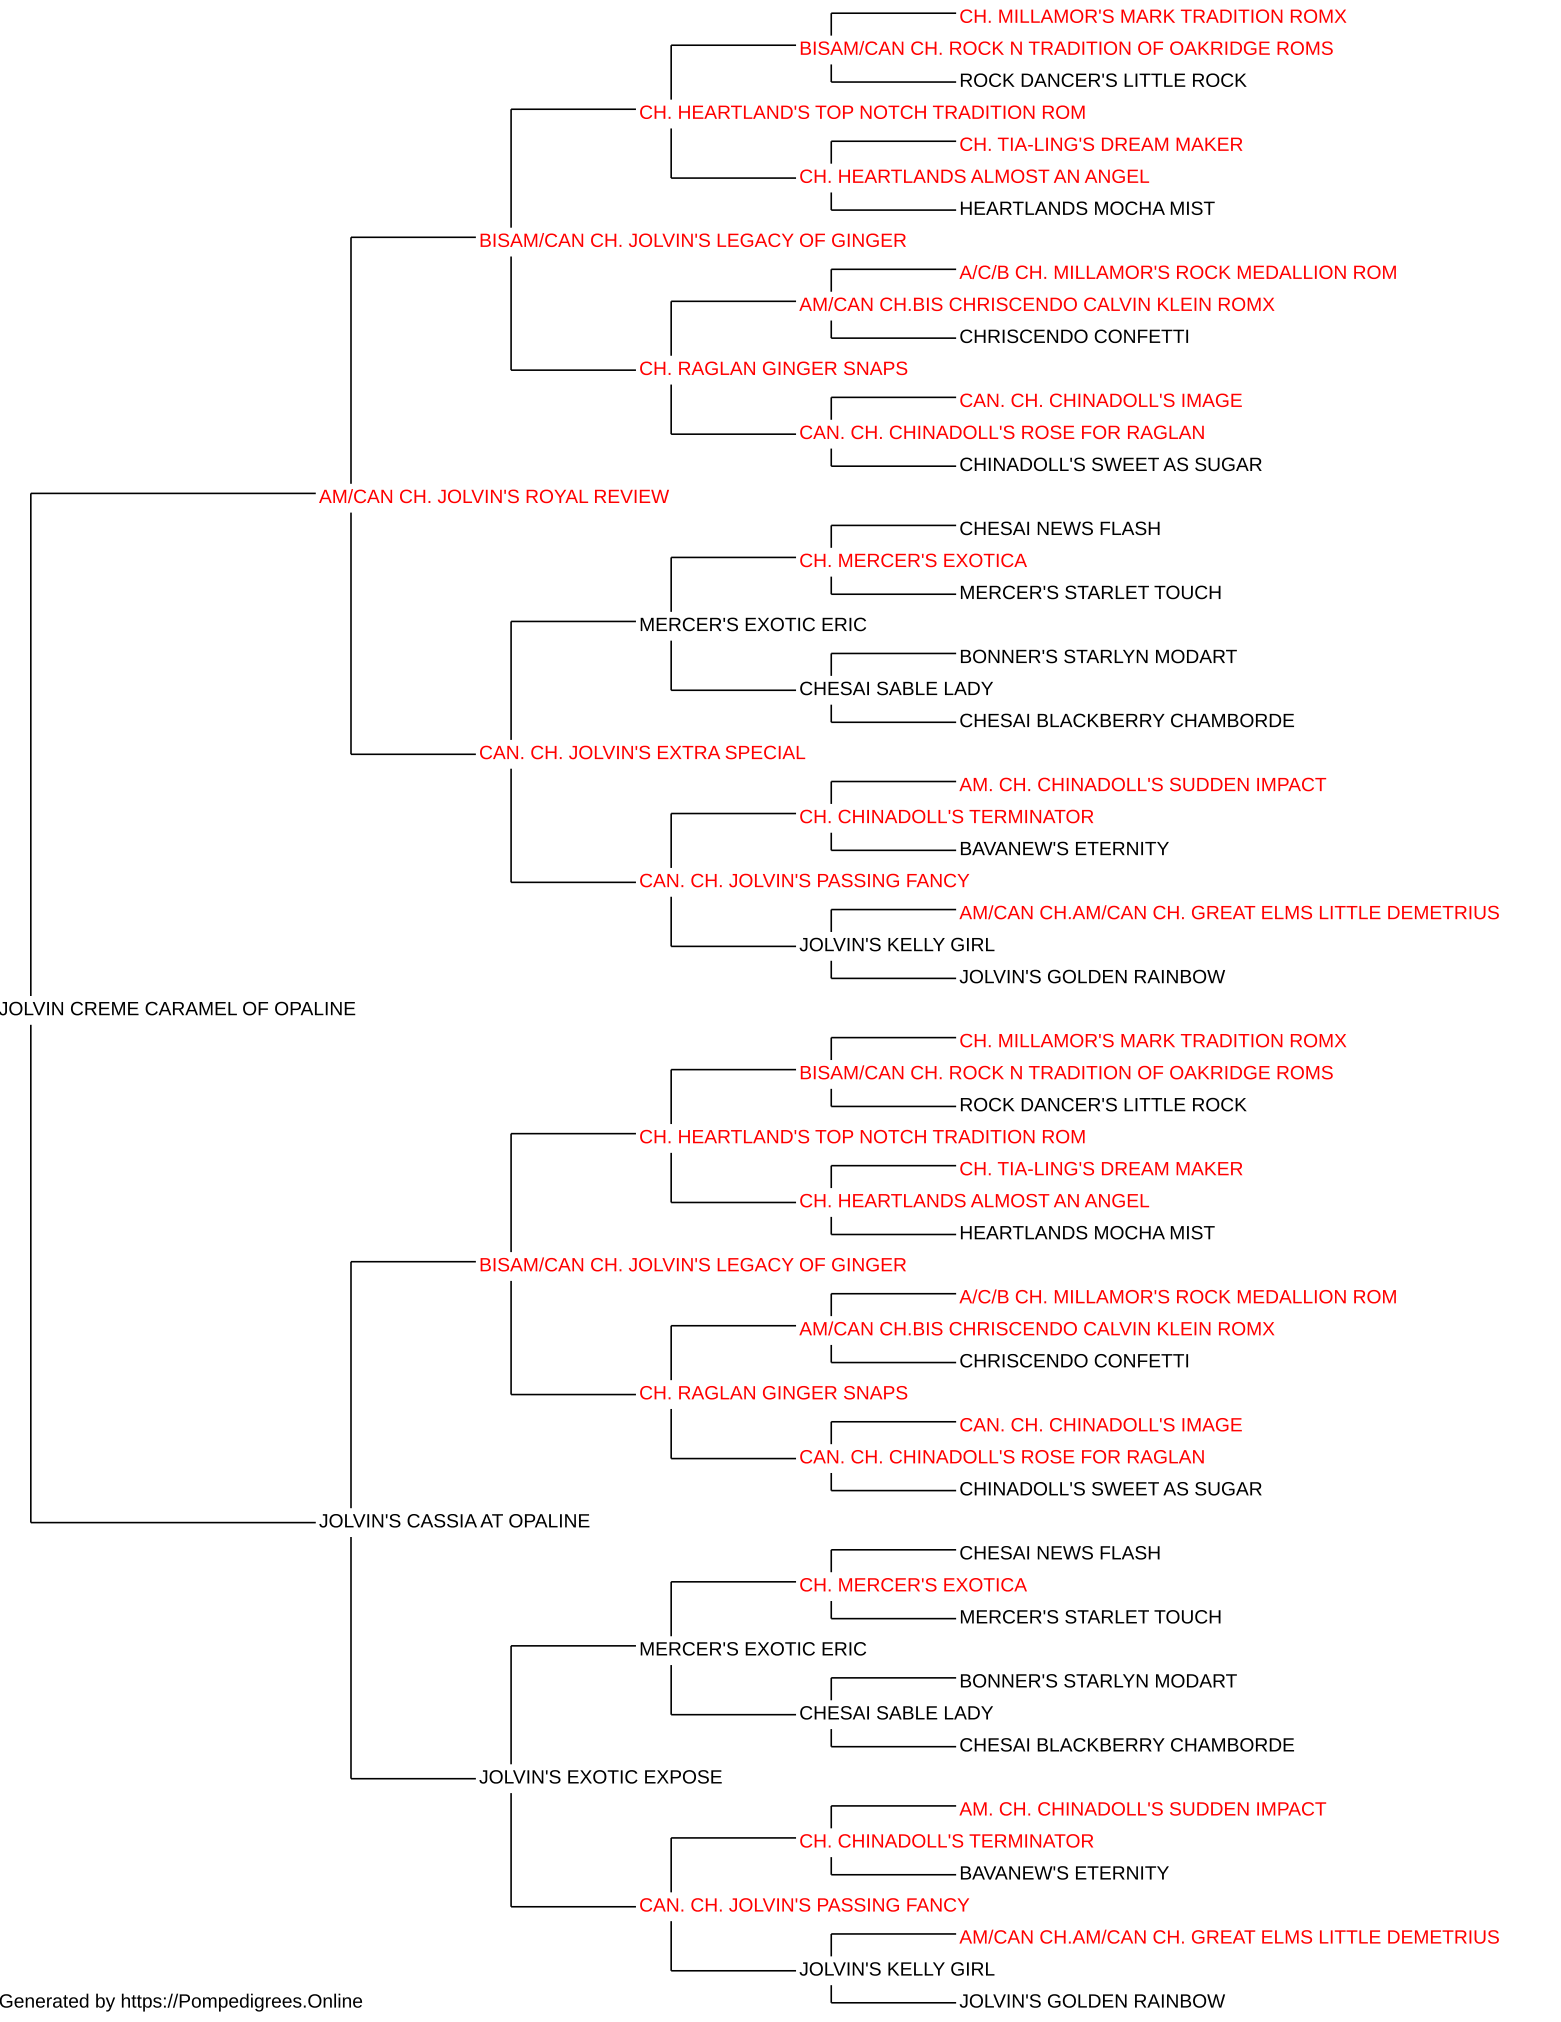 CH. MILLAMOR'S MARK TRADITION ROMX
BISAM/CAN CH. ROCK N TRADITION OF OAKRIDGE ROMS
ROCK DANCER'S LITTLE ROCK
CH. HEARTLAND'S TOP NOTCH TRADITION ROM
CH. TIA-LING'S DREAM MAKER
CH. HEARTLANDS ALMOST AN ANGEL
HEARTLANDS MOCHA MIST
BISAM/CAN CH. JOLVIN'S LEGACY OF GINGER
A/C/B CH. MILLAMOR'S ROCK MEDALLION ROM
AM/CAN CH.BIS CHRISCENDO CALVIN KLEIN ROMX
CHRISCENDO CONFETTI
CH. RAGLAN GINGER SNAPS
CAN. CH. CHINADOLL'S IMAGE
CAN. CH. CHINADOLL'S ROSE FOR RAGLAN
CHINADOLL'S SWEET AS SUGAR
AM/CAN CH. JOLVIN'S ROYAL REVIEW
CHESAI NEWS FLASH
CH. MERCER'S EXOTICA
MERCER'S STARLET TOUCH
MERCER'S EXOTIC ERIC
BONNER'S STARLYN MODART
CHESAI SABLE LADY
CHESAI BLACKBERRY CHAMBORDE
CAN. CH. JOLVIN'S EXTRA SPECIAL
AM. CH. CHINADOLL'S SUDDEN IMPACT
CH. CHINADOLL'S TERMINATOR
BAVANEW'S ETERNITY
CAN. CH. JOLVIN'S PASSING FANCY
AM/CAN CH.AM/CAN CH. GREAT ELMS LITTLE DEMETRIUS
JOLVIN'S KELLY GIRL
JOLVIN'S GOLDEN RAINBOW
JOLVIN CREME CARAMEL OF OPALINE
CH. MILLAMOR'S MARK TRADITION ROMX
BISAM/CAN CH. ROCK N TRADITION OF OAKRIDGE ROMS
ROCK DANCER'S LITTLE ROCK
CH. HEARTLAND'S TOP NOTCH TRADITION ROM
CH. TIA-LING'S DREAM MAKER
CH. HEARTLANDS ALMOST AN ANGEL
HEARTLANDS MOCHA MIST
BISAM/CAN CH. JOLVIN'S LEGACY OF GINGER
A/C/B CH. MILLAMOR'S ROCK MEDALLION ROM
AM/CAN CH.BIS CHRISCENDO CALVIN KLEIN ROMX
CHRISCENDO CONFETTI
CH. RAGLAN GINGER SNAPS
CAN. CH. CHINADOLL'S IMAGE
CAN. CH. CHINADOLL'S ROSE FOR RAGLAN
CHINADOLL'S SWEET AS SUGAR
JOLVIN'S CASSIA AT OPALINE
CHESAI NEWS FLASH
CH. MERCER'S EXOTICA
MERCER'S STARLET TOUCH
MERCER'S EXOTIC ERIC
BONNER'S STARLYN MODART
CHESAI SABLE LADY
CHESAI BLACKBERRY CHAMBORDE
JOLVIN'S EXOTIC EXPOSE
AM. CH. CHINADOLL'S SUDDEN IMPACT
CH. CHINADOLL'S TERMINATOR
BAVANEW'S ETERNITY
CAN. CH. JOLVIN'S PASSING FANCY
AM/CAN CH.AM/CAN CH. GREAT ELMS LITTLE DEMETRIUS
JOLVIN'S KELLY GIRL
JOLVIN'S GOLDEN RAINBOW
Generated by https://Pompedigrees.Online